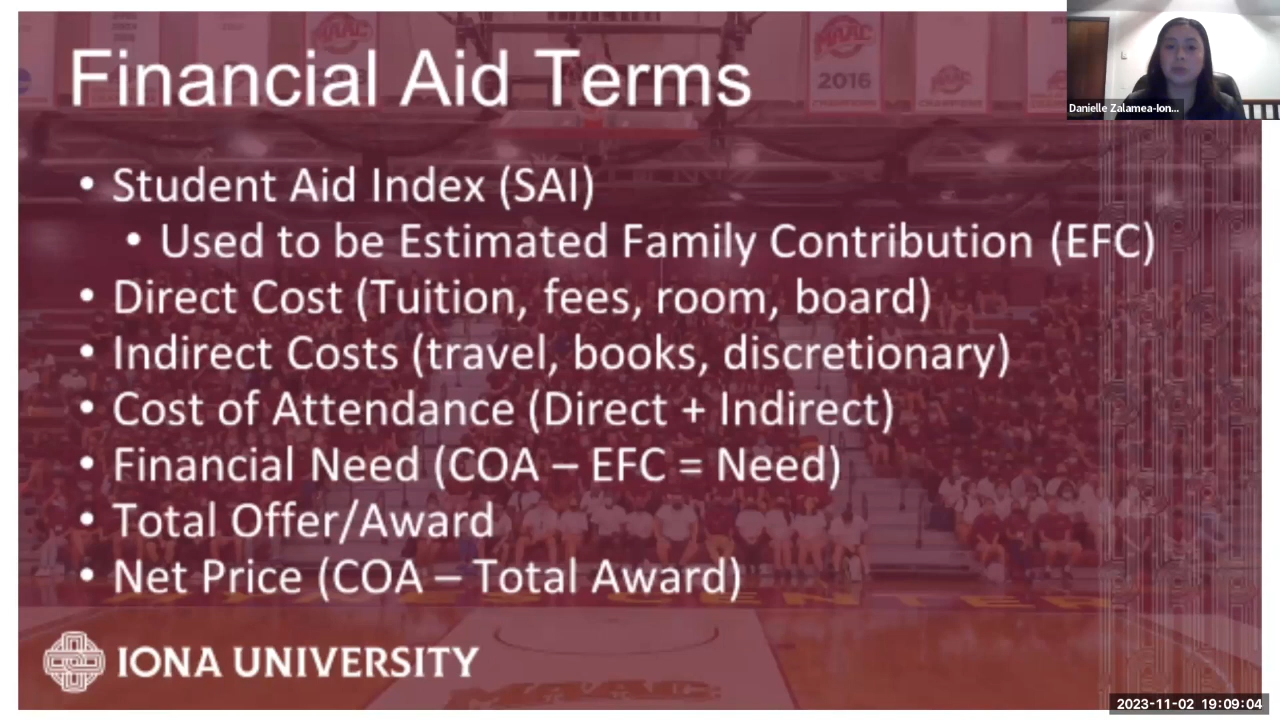 Financial Aid Terms
• Student Aid Index (SAI)
• Used to be Estimated Family Contribution (EFC)
• Direct Cost (Tuition, fees, room, board)
• Indirect Costs (travel, books, discretionary)
• Cost of Attendance (Direct + Indirect)
• Financial Need (COA – EFC = Need)
• Total Offer/Award
• Net Price (COA – Total Award)
IONA UNIVERSITY
MAAC
MAAC
2016
Danielle Zalamea-Ion...
2023-11-02 19:09:04